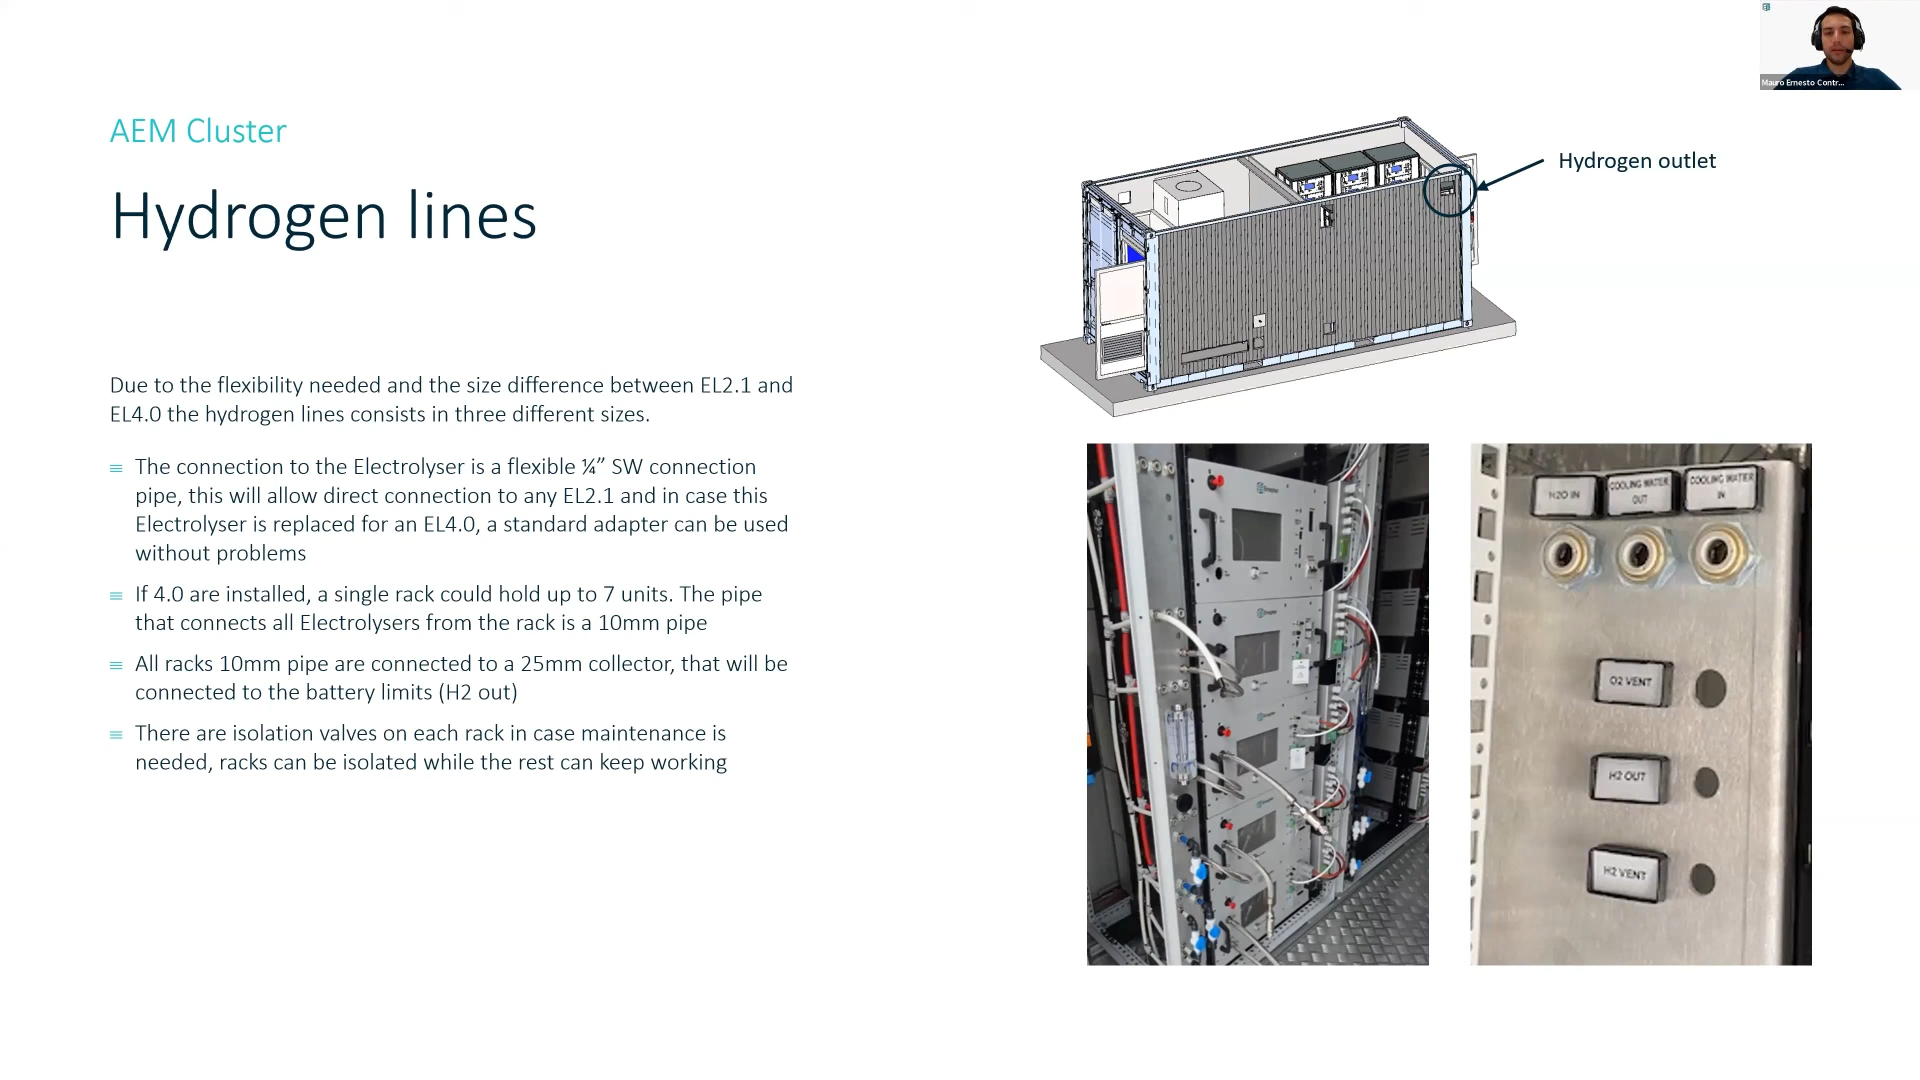 Mauro Ernesto Contr...
AEM Cluster
Hydrogen lines
Hydrogen outlet
Due to the flexibility needed and the size difference between EL2.1 and
EL4.0 the hydrogen lines consists in three different sizes.
The connection to the Electrolyser is a flexible ¼” SW connection
pipe, this will allow direct connection to any EL2.1 and in case this
Electrolyser is replaced for an EL4.0, a standard adapter can be used
without problems
If 4.0 are installed, a single rack could hold up to 7 units. The pipe
that connects all Electrolysers from the rack is a 10mm pipe
All racks 10mm pipe are connected to a 25mm collector, that will be
connected to the battery limits (H2 out)
There are isolation valves on each rack in case maintenance is
needed, racks can be isolated while the rest can keep working
H2O IN
COOLING WATER
OUT
COOLING WATER
IN
O2 VENT
H2 OUT
H2 VENT